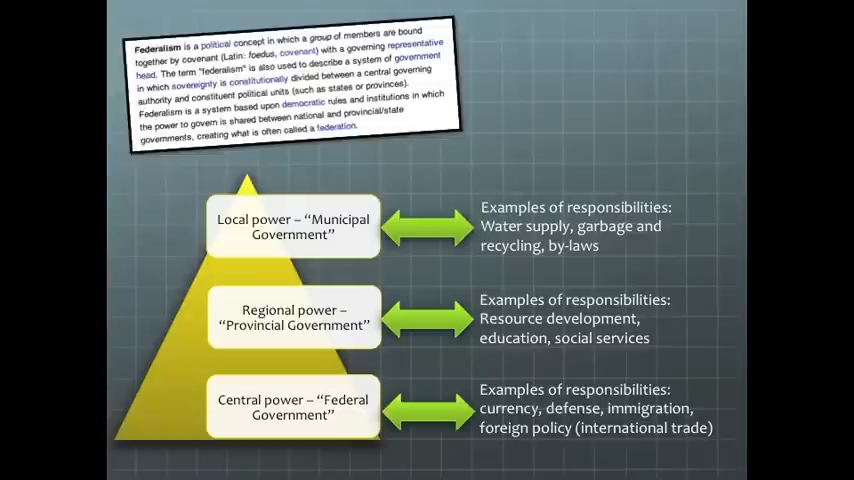 Federalism is a political concept in which a group of members are bound
together by covenant (Latin: foedus, covenant) with a governing representative
head. The term "federalism" is also used to describe a system of government
in which sovereignty is constitutionally divided between a central governing
authority and constituent political units (such as states or provinces).
Federalism is a system based upon democratic rules and institutions in which
the power to govern is shared between national and provincial/state
governments, creating what is often called a federation.
Local power – “Municipal
Government”
Examples of responsibilities:
Water supply, garbage and
recycling, by-laws
Regional power –
“Provincial Government”
Examples of responsibilities:
Resource development,
education, social services
Central power – “Federal
Government”
Examples of responsibilities:
currency, defense, immigration,
foreign policy (international trade)